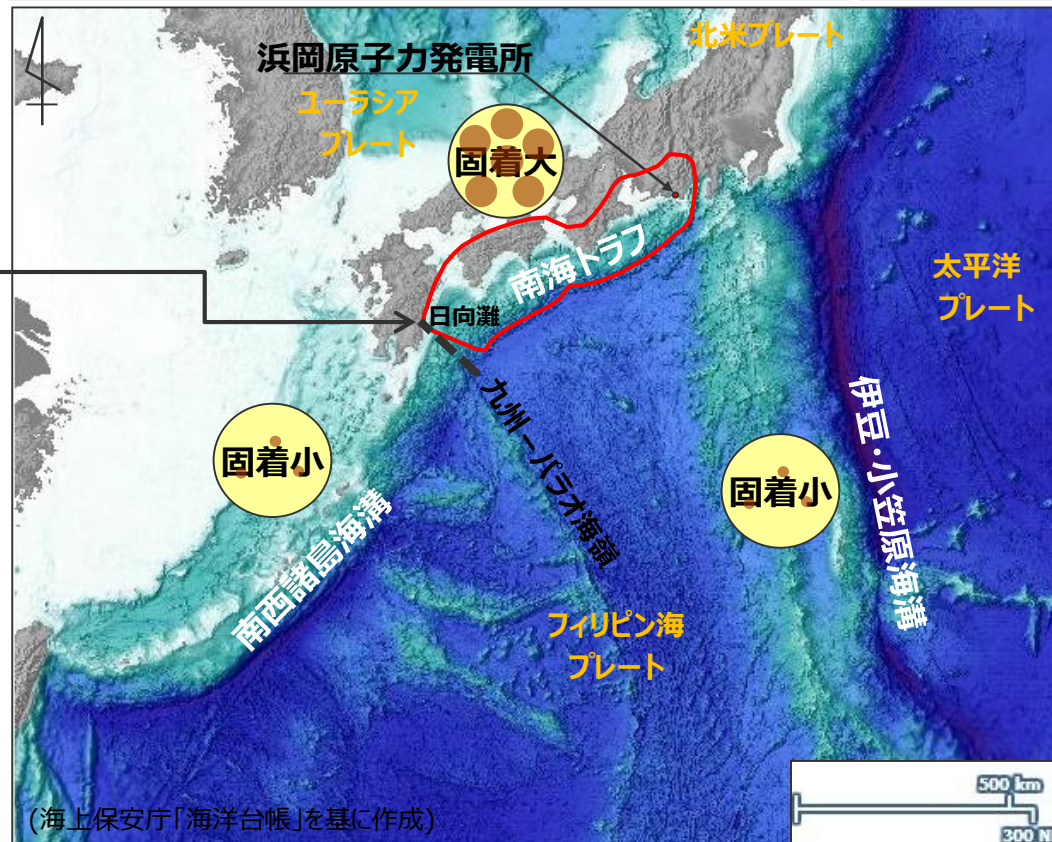 北米プレート
浜岡原子力発電所
ユーラシア
プレート
固着大
南海トラフ
太平洋
プレート
日向灘
九州－パラオ海嶺
固着小
固着小
伊豆・小笠原海溝
南西諸島海溝
フィリピン海
プレート
(海上保安庁「海洋台帳」を基に作成)
500 km
300 N